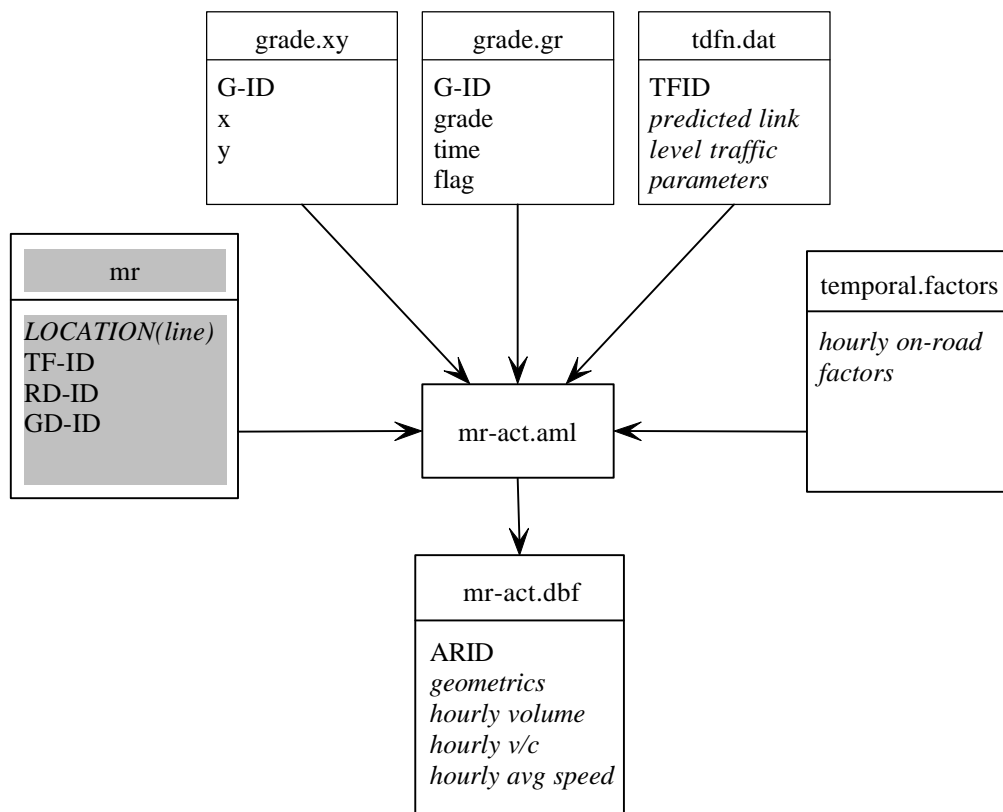 grade.xy
G-ID
x
y
grade.gr
G-ID
grade
time
flag
tdfn.dat
TFID
predicted link
level traffic
parameters
mr
LOCATION(line)
TF-ID
RD-ID
GD-ID
temporal.factors
hourly on-road
factors
mr-act.aml
mr-act.dbf
ARID
geometrics
hourly volume
hourly v/c
hourly avg speed